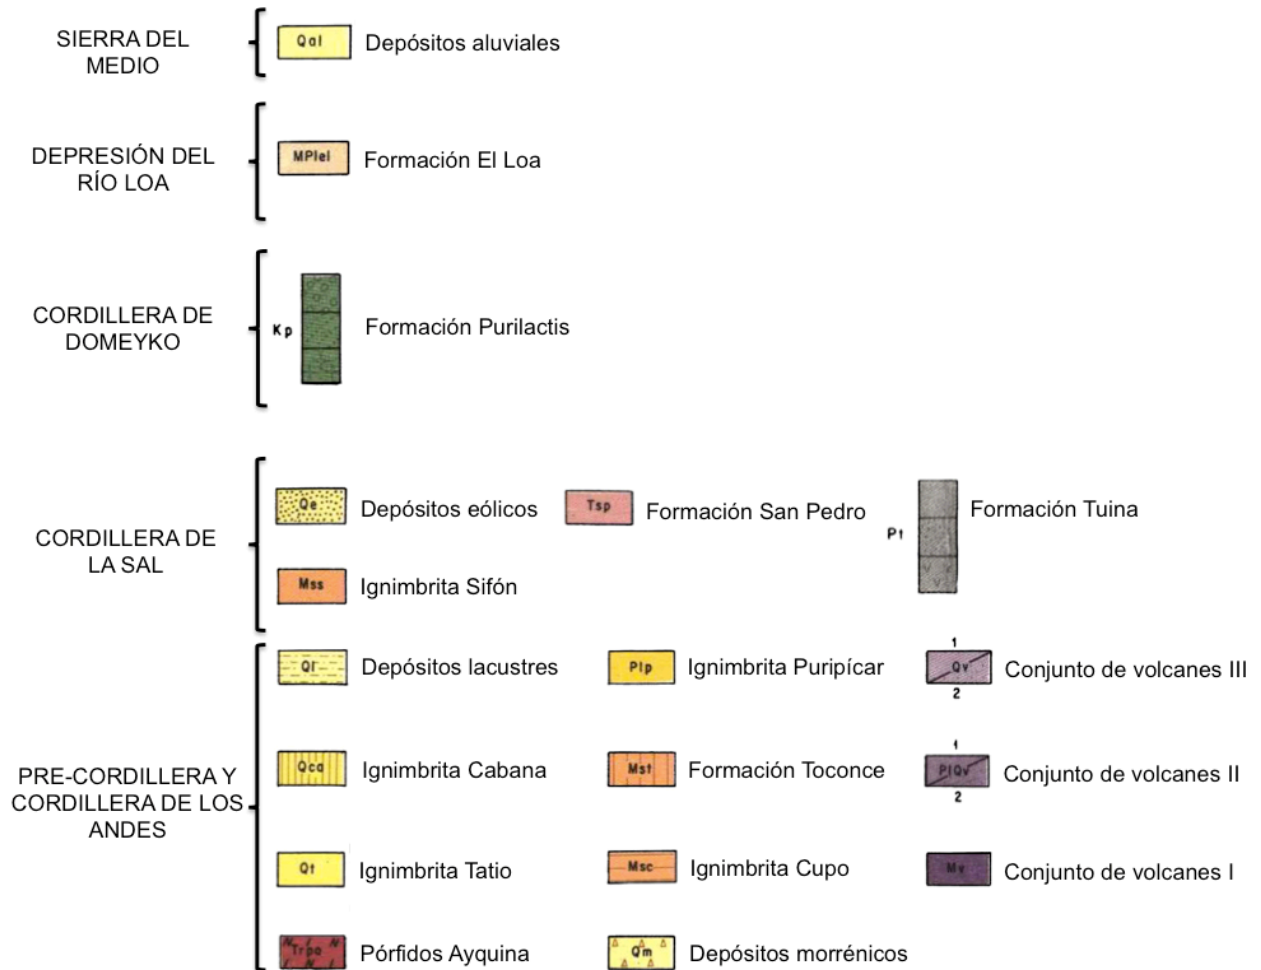 SIERRA DEL
MEDIO
Qal Depósitos aluviales
DEPRESIÓN DEL
RÍO LOA
MPlel Formación El Loa
CORDILLERA DE
DOMEYKO
Kp Formación Purilactis
CORDILLERA DE
LA SAL
Qe Depósitos eólicos Tsp Formación San Pedro Pt Formación Tuina
Mss Ignimbrita Sifón
PRE-CORDILLERA Y
CORDILLERA DE LOS
ANDES
Ql Depósitos lacustres Plp Ignimbrita Puripícar 1 Qv 2 Conjunto de volcanes III
Qca Ignimbrita Cabana Mst Formación Toconce 1 PlQv 2 Conjunto de volcanes II
Qt Ignimbrita Tatio Msc Ignimbrita Cupo Mv Conjunto de volcanes I
Trpa Pórfidos Ayquina Qm Depósitos morrénicos